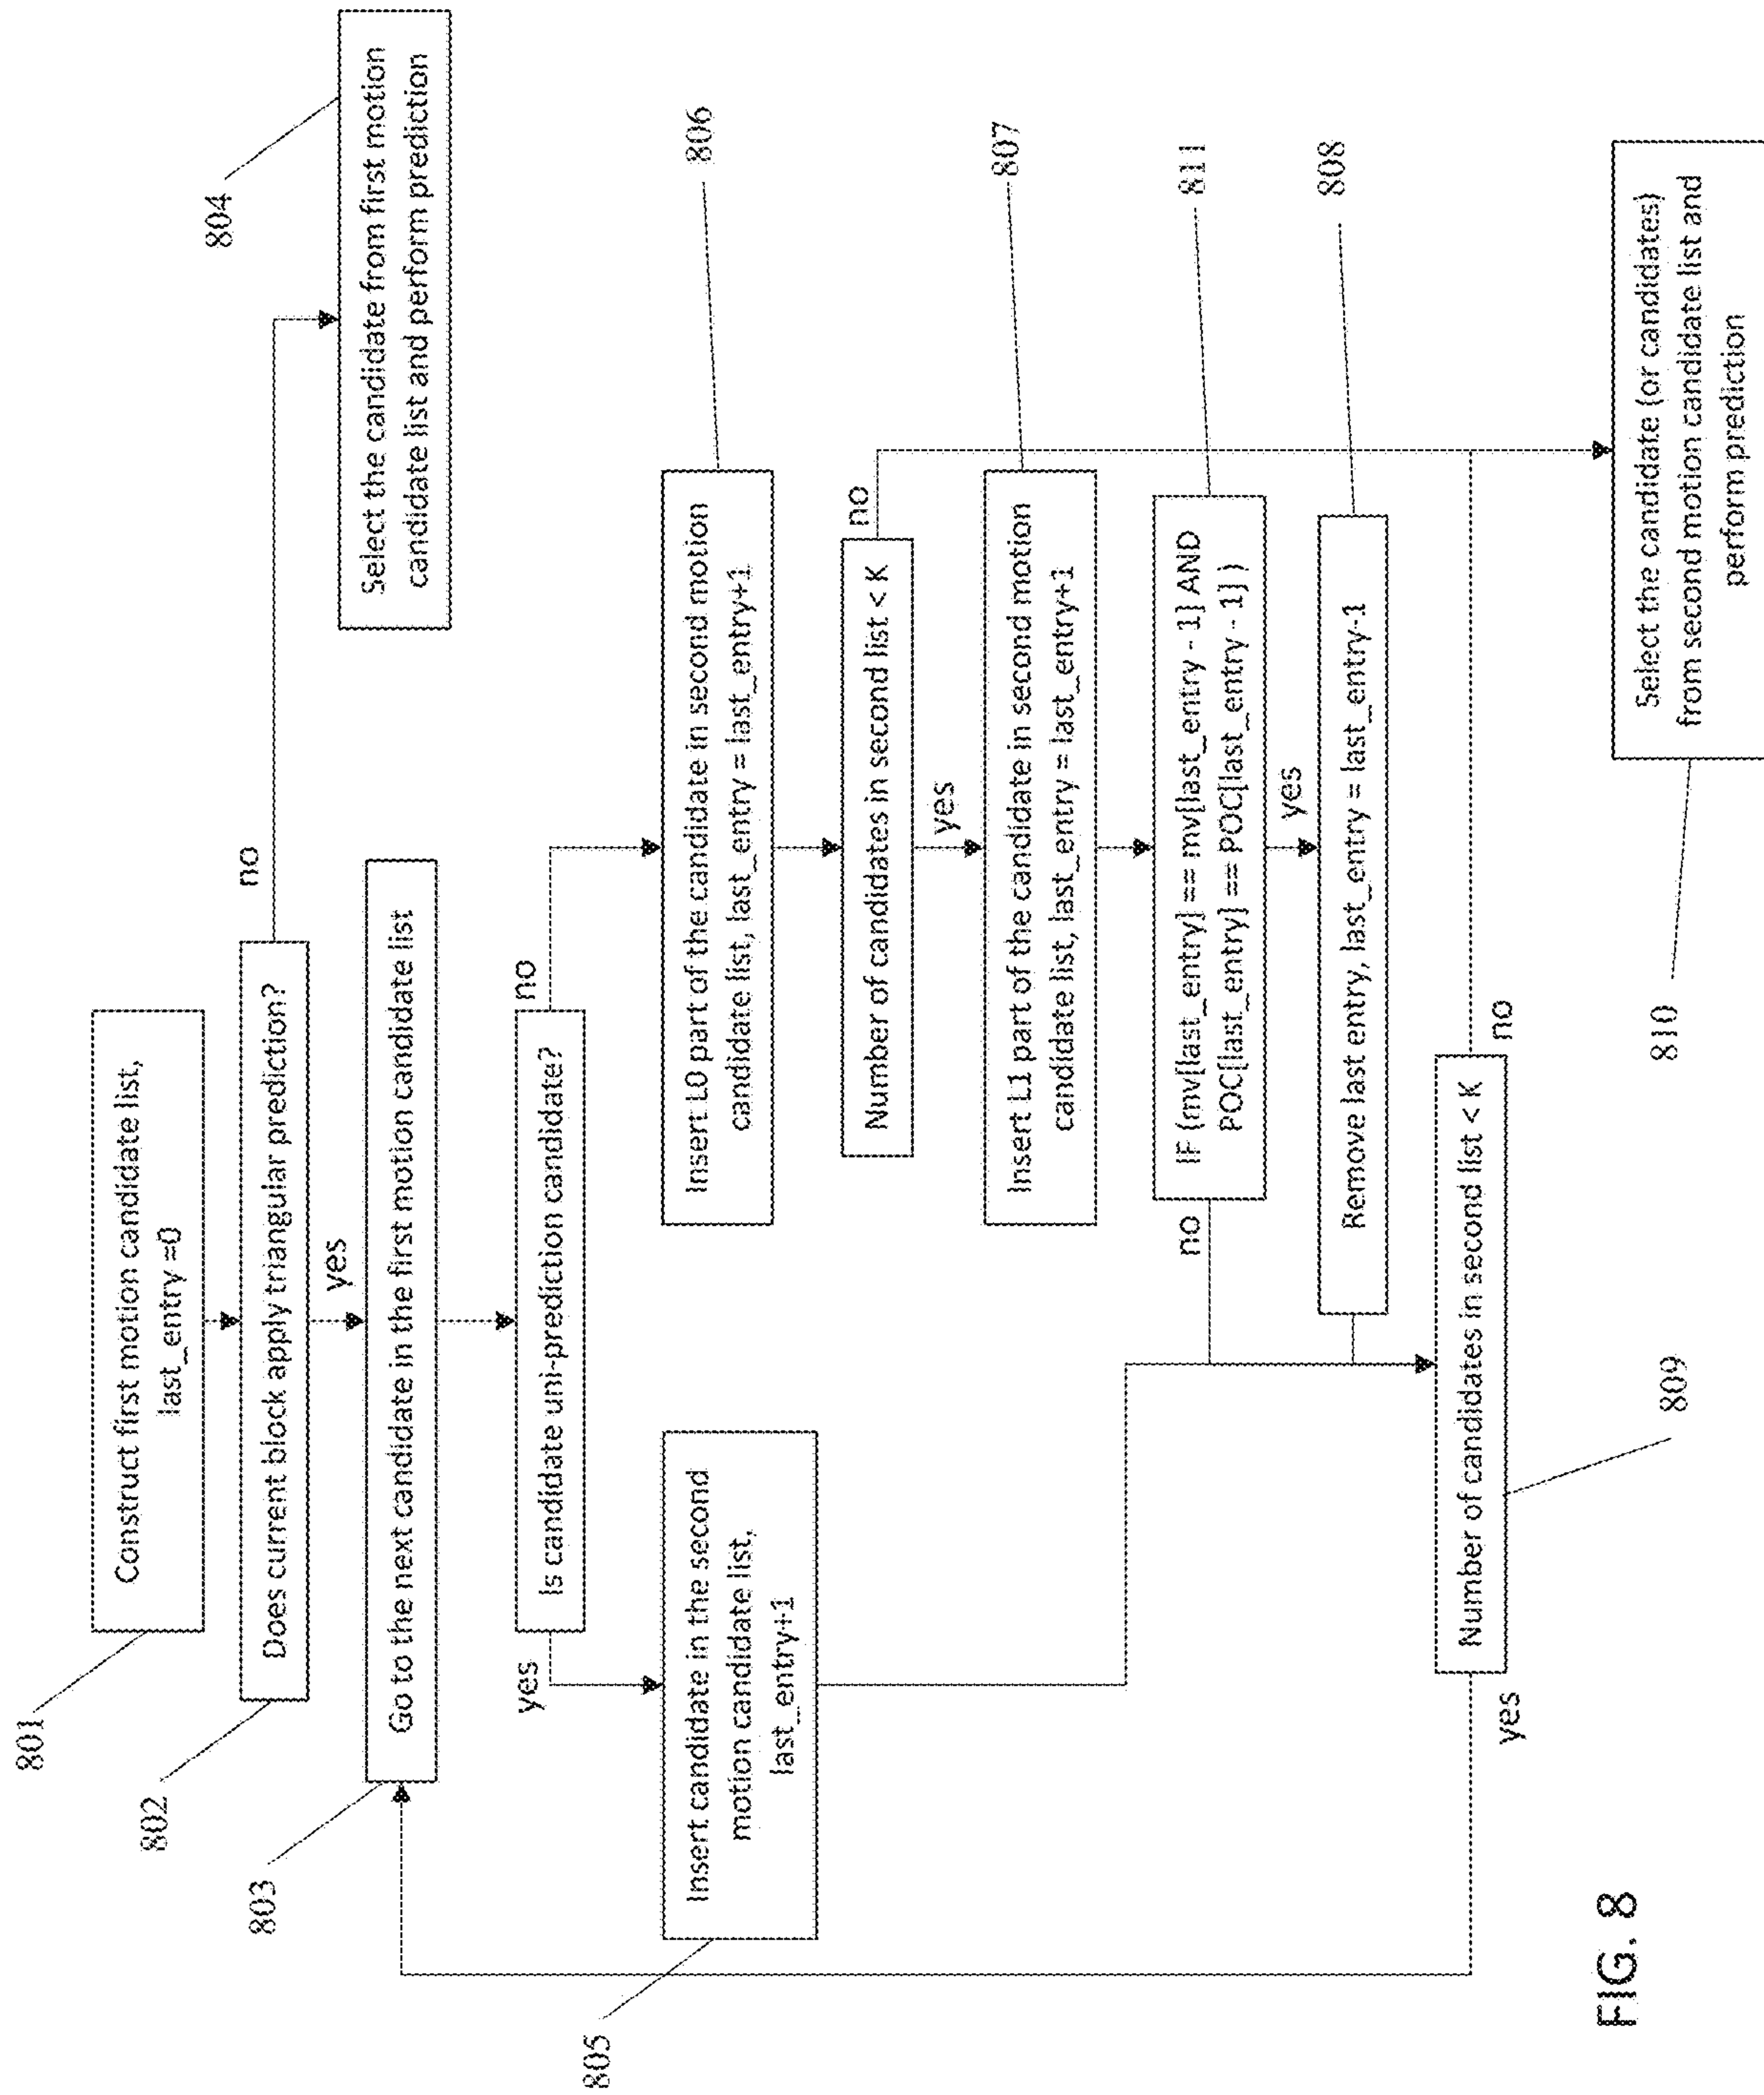 801
Construct first motion candidate list,
last_entry =0
802
Does current block apply triangular prediction?
no
yes
804
Select the candidate from first motion
candidate list and perform prediction
803
Go to the next candidate in the first motion candidate list
Is candidate uni-prediction candidate?
yes
no
805
Insert candidate in the second
motion candidate list,
last_entry+1
806
Insert L0 part of the candidate in second motion
candidate list, last_entry = last_entry+1
Number of candidates in second list < K
no
yes
807
Insert L1 part of the candidate in second motion
candidate list, last_entry = last_entry+1
811
IF (mv[last_entry] == mv[last_entry - 1] AND
POC[last_entry] == POC[last_entry - 1] )
no
yes
808
Remove last entry, last_entry = last_entry-1
809
Number of candidates in second list < K
yes
no
810
Select the candidate (or candidates)
from second motion candidate list and
perform prediction
FIG. 8